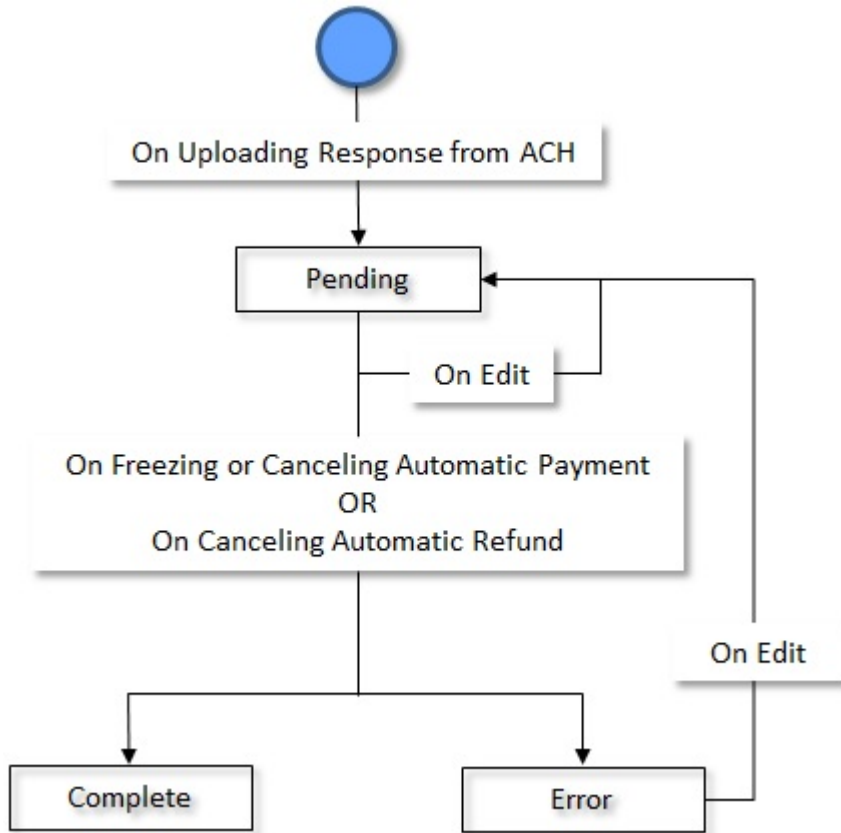 On Uploading Response from ACH
Pending
On Edit
On Freezing or Canceling Automatic Payment
OR
On Canceling Automatic Refund
On Edit
Complete
Error